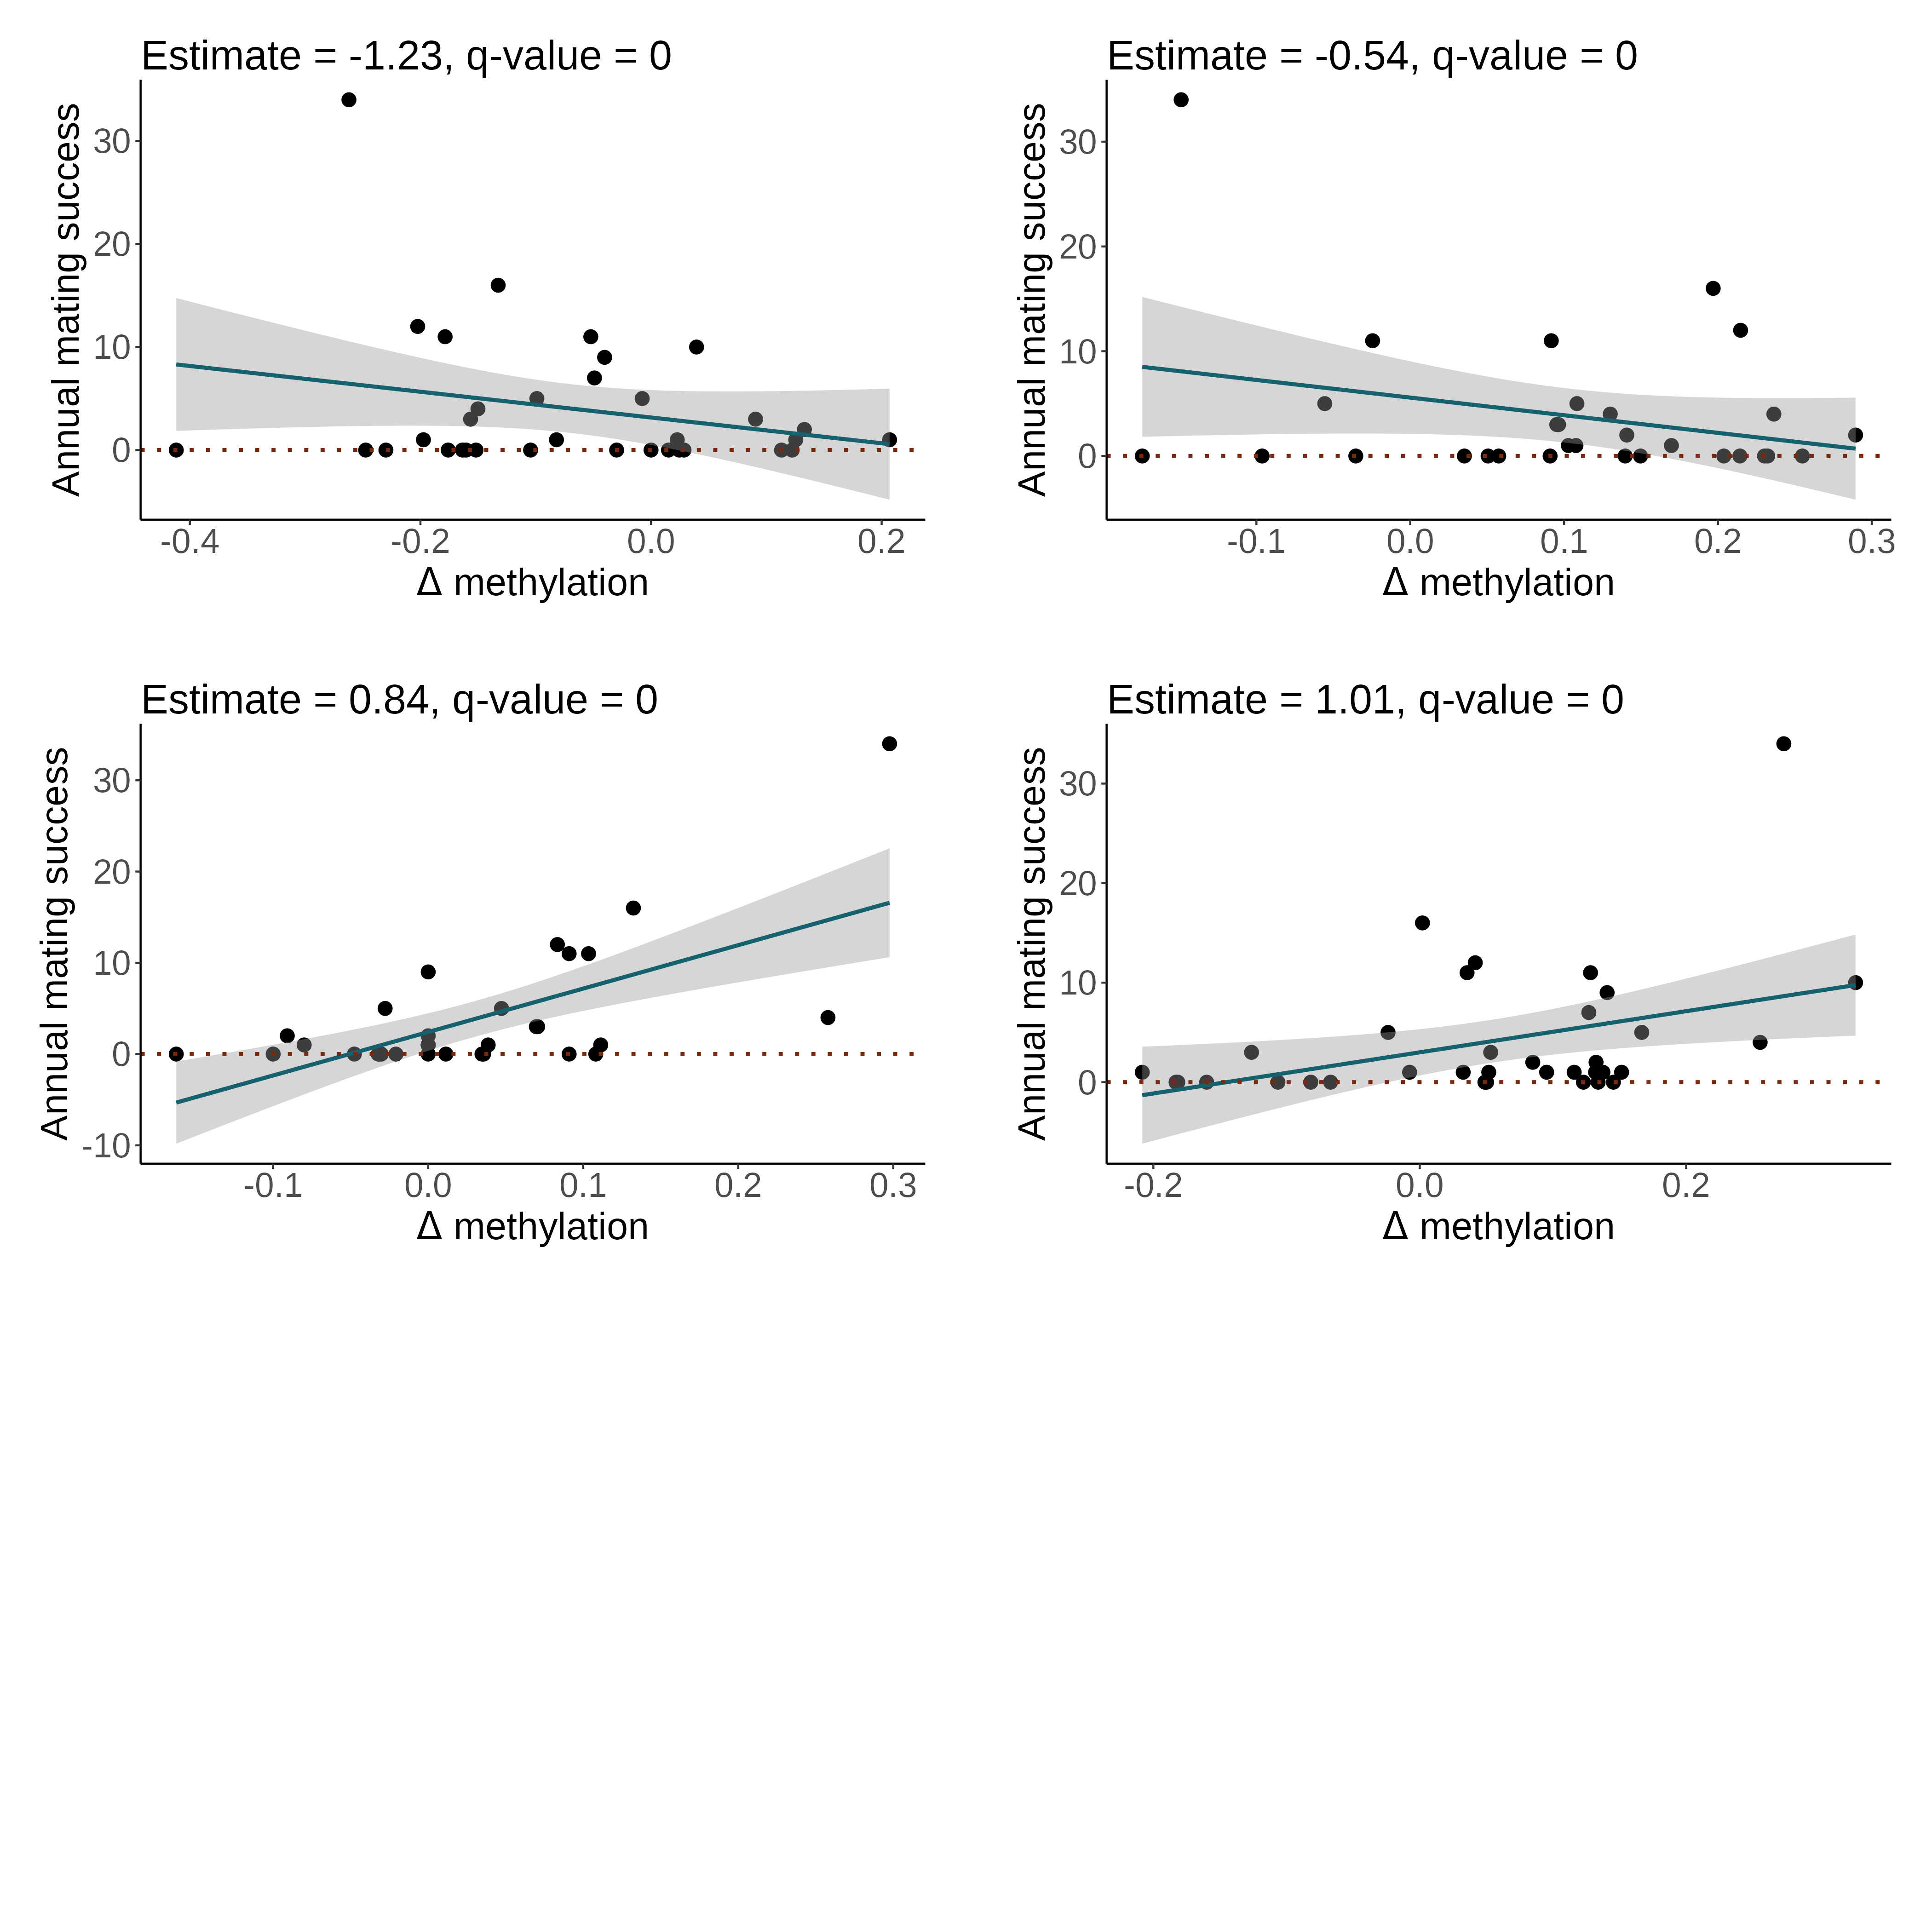 Estimate = -1.23, q-value = 0
Annual mating success
30
20
10
0
-0.4 -0.2 0.0 0.2
Δ methylation
Estimate = -0.54, q-value = 0
Annual mating success
30
20
10
0
-0.1 0.0 0.1 0.2 0.3
Δ methylation
Estimate = 0.84, q-value = 0
Annual mating success
30
20
10
0
-10
-0.1 0.0 0.1 0.2 0.3
Δ methylation
Estimate = 1.01, q-value = 0
Annual mating success
30
20
10
0
-0.2 0.0 0.2
Δ methylation